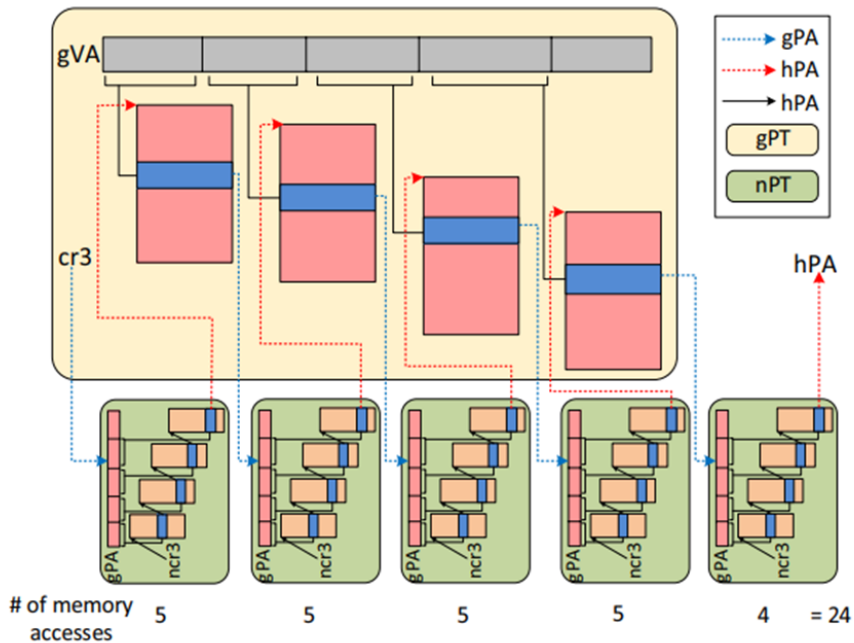 gVA
gPA
hPA
hPA
gPT
nPT
cr3
hPA
gPA
ncr3
gPA
ncr3
gPA
ncr3
gPA
ncr3
gPA
ncr3
# of memory
accesses
5
5
5
5
4
= 24